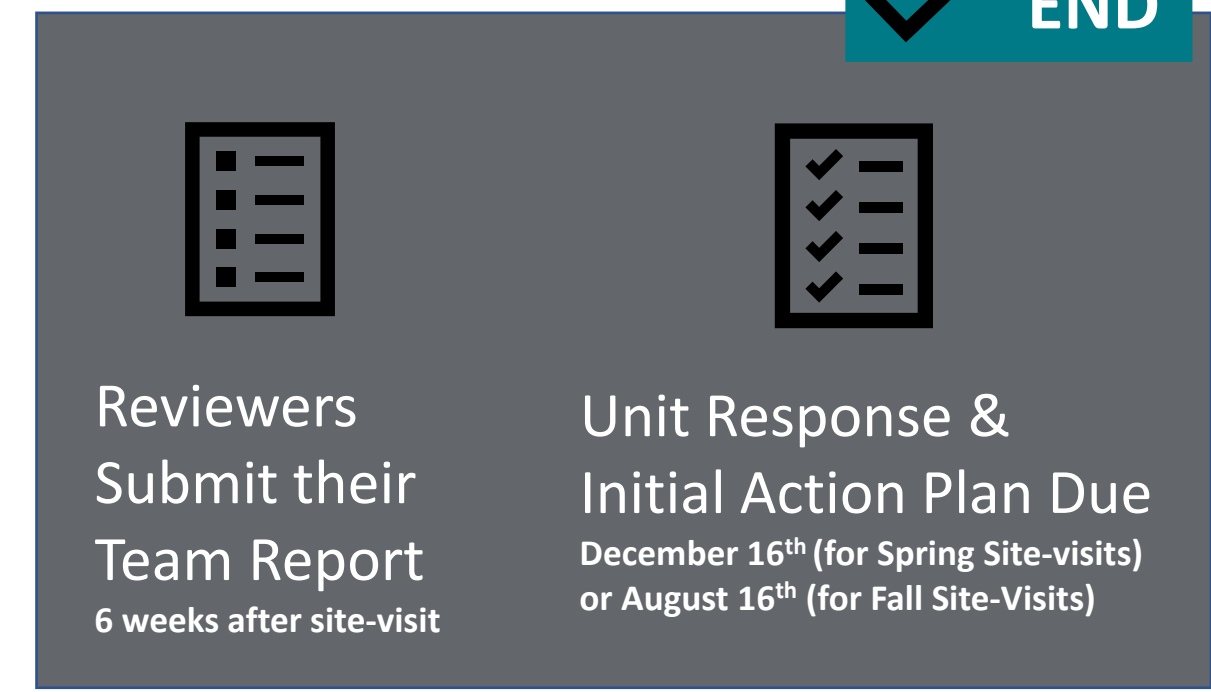 END
Reviewers
Submit their
Team Report
6 weeks after site-visit
Unit Response &
Initial Action Plan Due
December 16th (for Spring Site-visits)
or August 16th (for Fall Site-Visits)